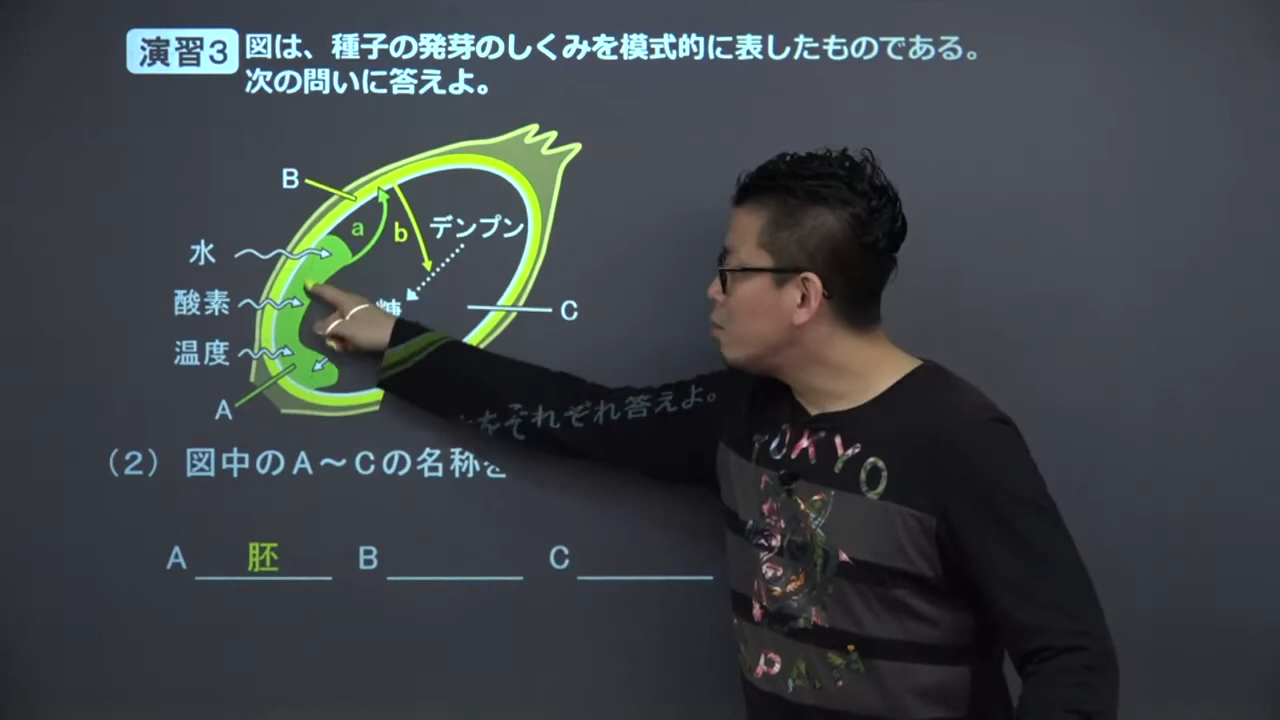 演習3 図は、種子の発芽のしくみを模式的に表したものである。
次の問いに答えよ。
B
a
b
デンプン
水
糖
酸素
C
温度
A
(2) 図中のA～Cの名称をそれぞれ答えよ。
A 胚 B C
TOKYO